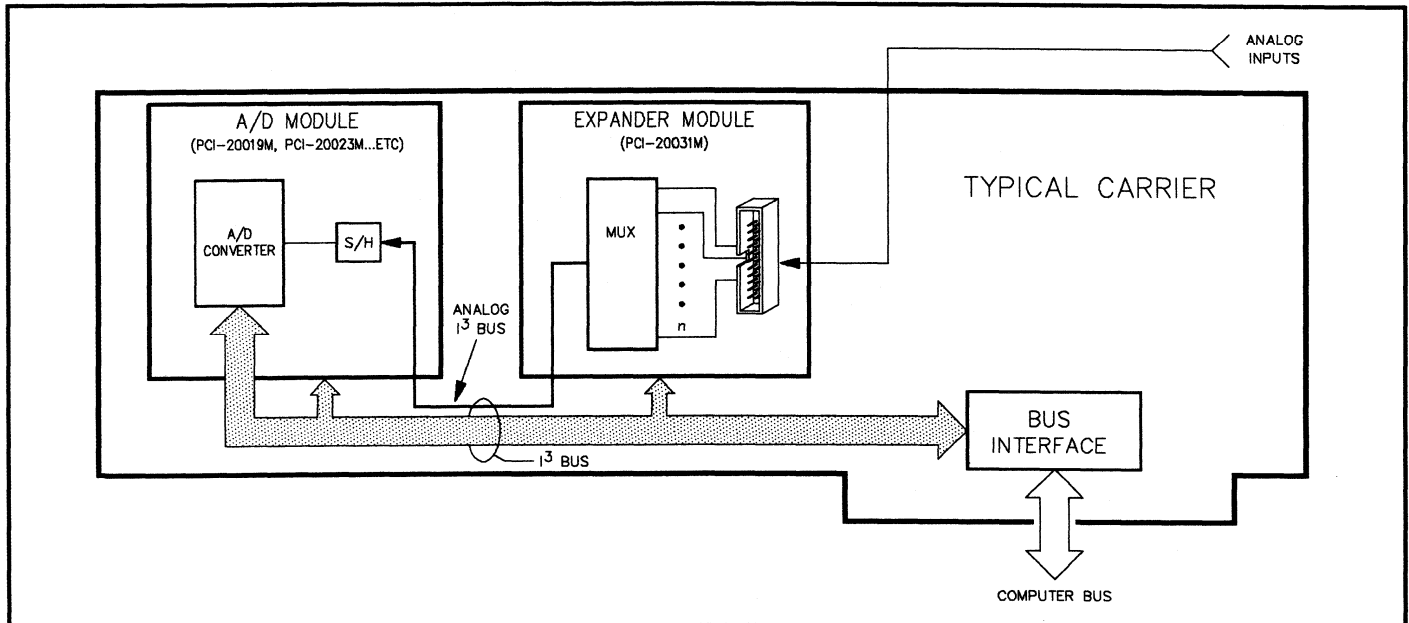 ANALOG
INPUTS
A/D MODULE
(PCI-20019M, PCI-20023M...ETC)
EXPANDER MODULE
(PCI-20031M)
TYPICAL CARRIER
A/D
CONVERTER
S/H
MUX
n
ANALOG
I³ BUS
BUS
INTERFACE
I³ BUS
COMPUTER BUS